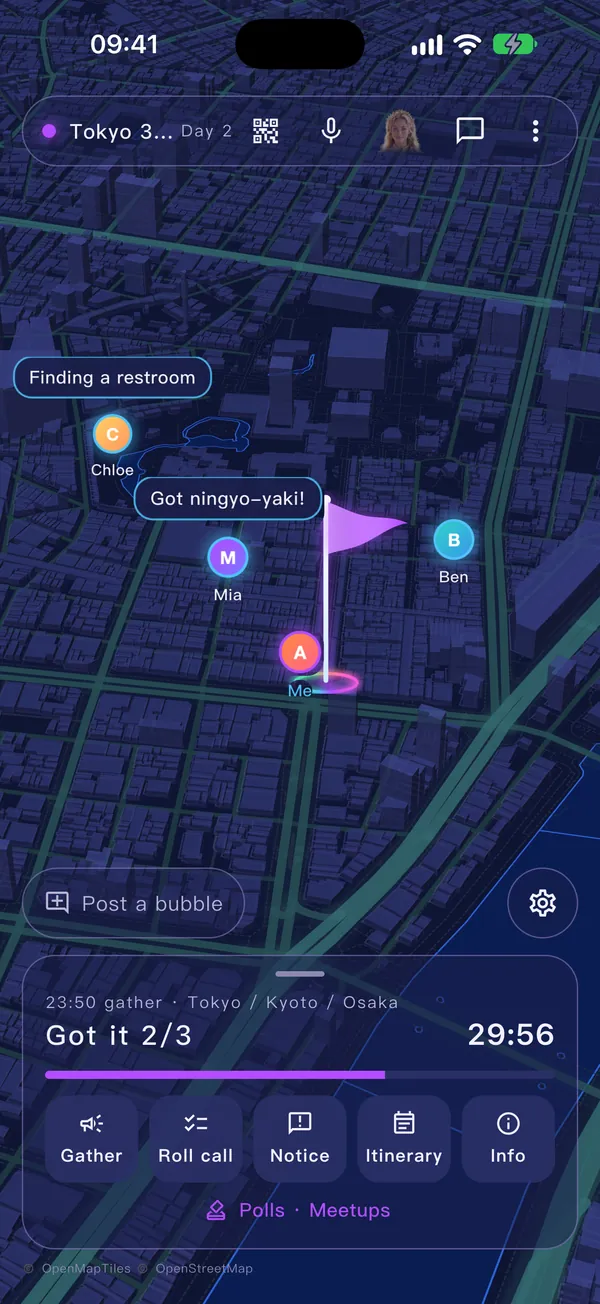 09:41
Tokyo 3... Day 2
Finding a restroom
C
Chloe
Got ningyo-yaki!
B
Ben
M
Mia
A
Me
Post a bubble
23:50 gather · Tokyo / Kyoto / Osaka
Got it 2/3
29:56
Gather
Roll call
Notice
Itinerary
Info
Polls · Meetups
© OpenMapTiles © OpenStreetMap